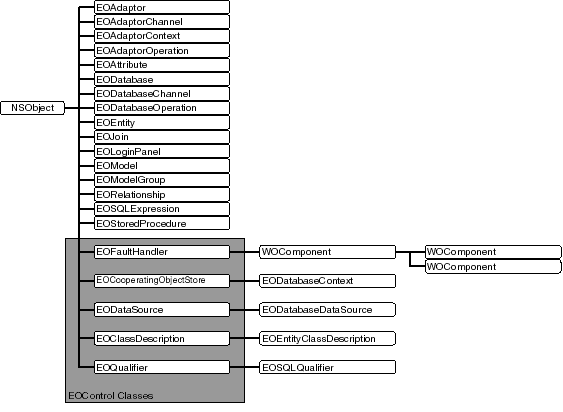 EOAdaptor
EOAdaptorChannel
EOAdaptorContext
EOAdaptorOperation
EOAttribute
EODatabase
EODatabaseChannel
NSObject
EODatabaseOperation
EOEntity
EOJoin
EOLoginPanel
EOModel
EOModelGroup
EORelationship
EOSQLExpression
EOStoredProcedure
EOFaultHandler
WOComponent
WOComponent
WOComponent
EOCooperatingObjectStore
EODatabaseContext
EODataSource
EODatabaseDataSource
EOClassDescription
EOEntityClassDescription
EOQualifier
EOSQLQualifier
EOControl Classes